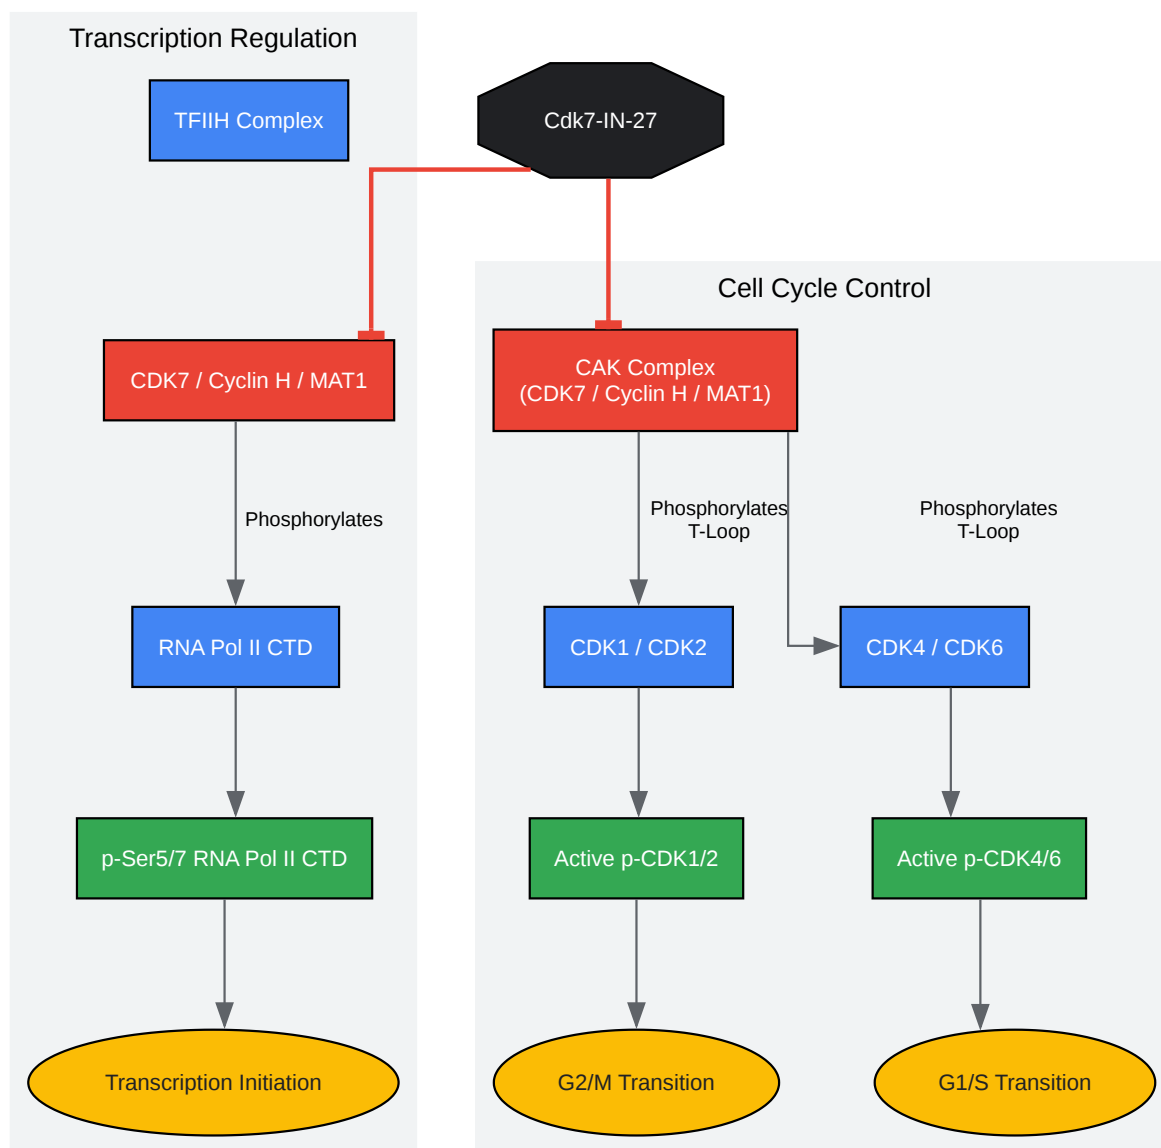 Transcription Regulation
TFIIH Complex
Cdk7-IN-27
Cell Cycle Control
CDK7 / Cyclin H / MAT1
CAK Complex
(CDK7 / Cyclin H / MAT1)
Phosphorylates
Phosphorylates
T-Loop
Phosphorylates
T-Loop
RNA Pol II CTD
CDK1 / CDK2
CDK4 / CDK6
p-Ser5/7 RNA Pol II CTD
Active p-CDK1/2
Active p-CDK4/6
Transcription Initiation
G2/M Transition
G1/S Transition